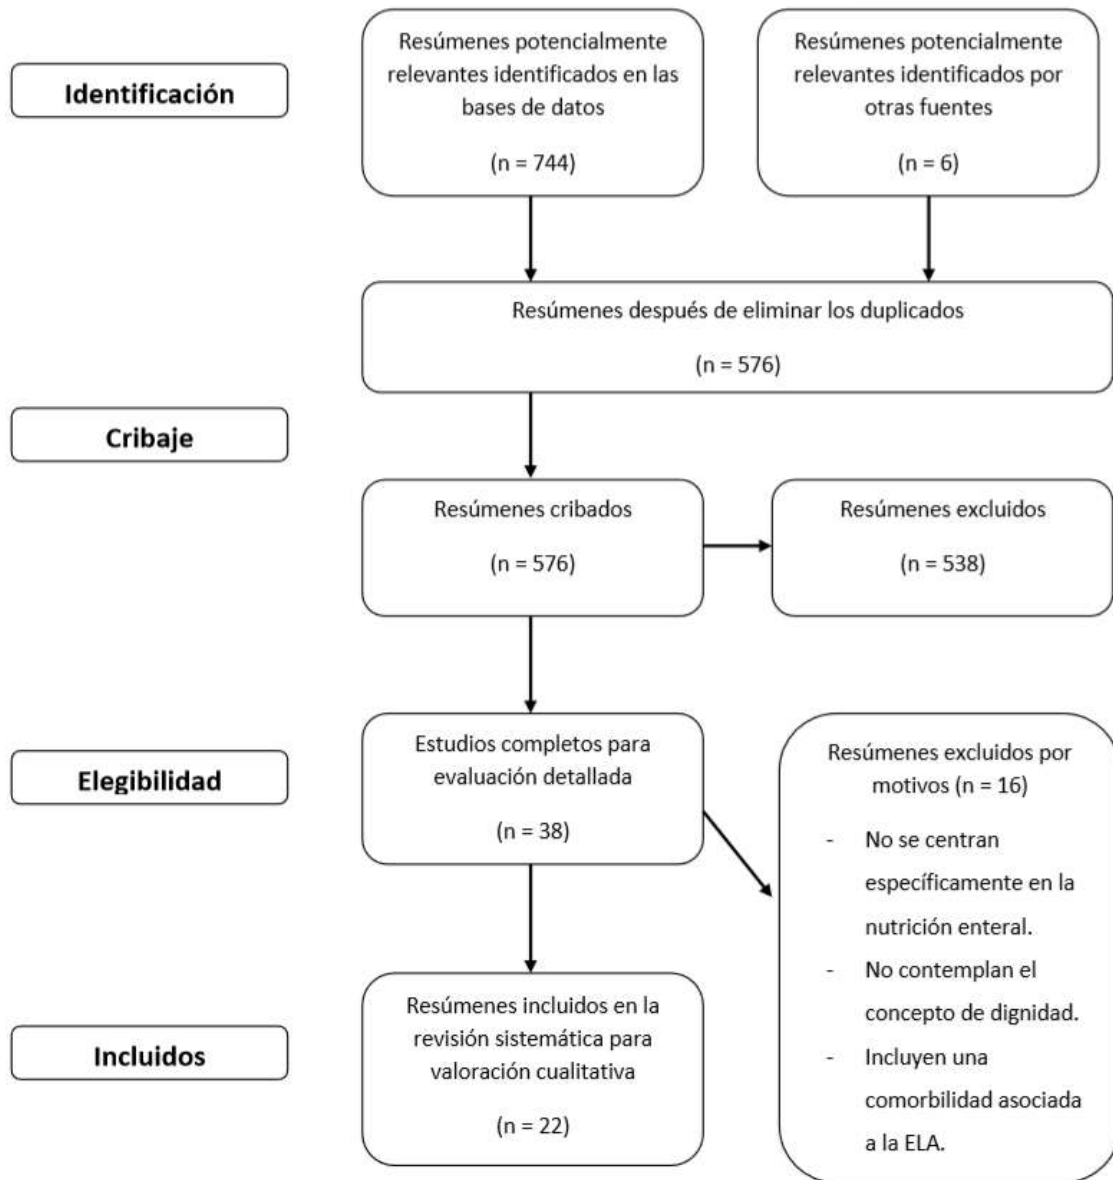 Identificación
Resúmenes potencialmente
relevantes identificados en las
bases de datos
(n = 744)
Resúmenes potencialmente
relevantes identificados por
otras fuentes
(n = 6)
Resúmenes después de eliminar los duplicados
(n = 576)
Cribaje
Resúmenes cribados
(n = 576)
Resúmenes excluidos
(n = 538)
Elegibilidad
Estudios completos para
evaluación detallada
(n = 38)
Resúmenes excluidos por
motivos (n = 16)
- No se centran
específicamente en la
nutrición enteral.
- No contemplan el
concepto de dignidad.
- Incluyen una
comorbilidad asociada
a la ELA.
Incluidos
Resúmenes incluidos en la
revisión sistemática para
valoración cualitativa
(n = 22)